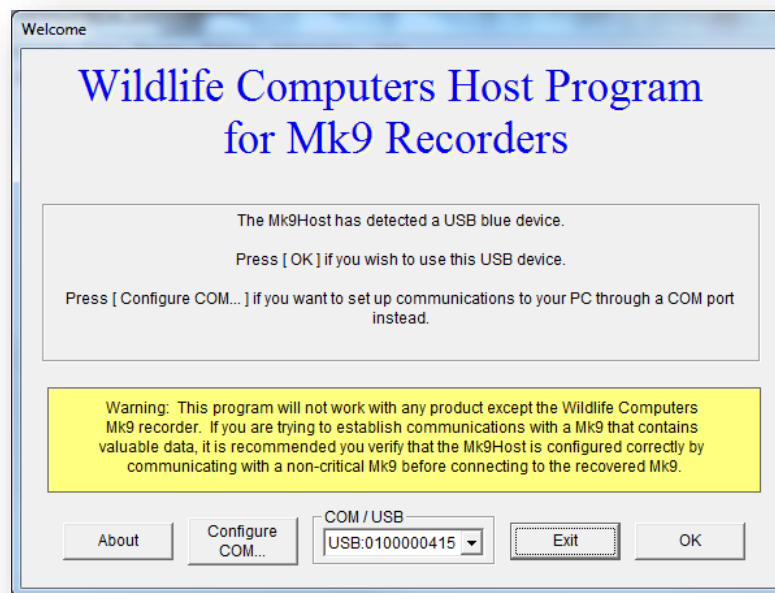 Welcome
Wildlife Computers Host Program
for Mk9 Recorders
The Mk9Host has detected a USB blue device.
Press [ OK ] if you wish to use this USB device.
Press [ Configure COM... ] if you want to set up communications to your PC through a COM port
instead.
Warning:  This program will not work with any product except the Wildlife Computers
Mk9 recorder.  If you are trying to establish communications with a Mk9 that contains
valuable data, it is recommended you verify that the Mk9Host is configured correctly by
communicating with a non-critical Mk9 before connecting to the recovered Mk9.
COM / USB
About
Configure
COM...
USB:0100000415
Exit
OK